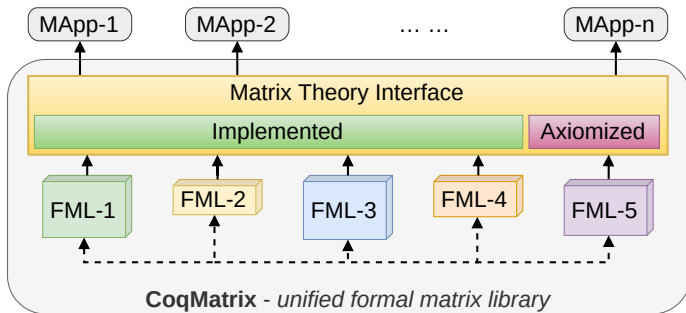 MApp-1 MApp-2 ... ... MApp-n
Matrix Theory Interface
Implemented Axiomized
FML-1 FML-2 FML-3 FML-4 FML-5
CoqMatrix - unified formal matrix library